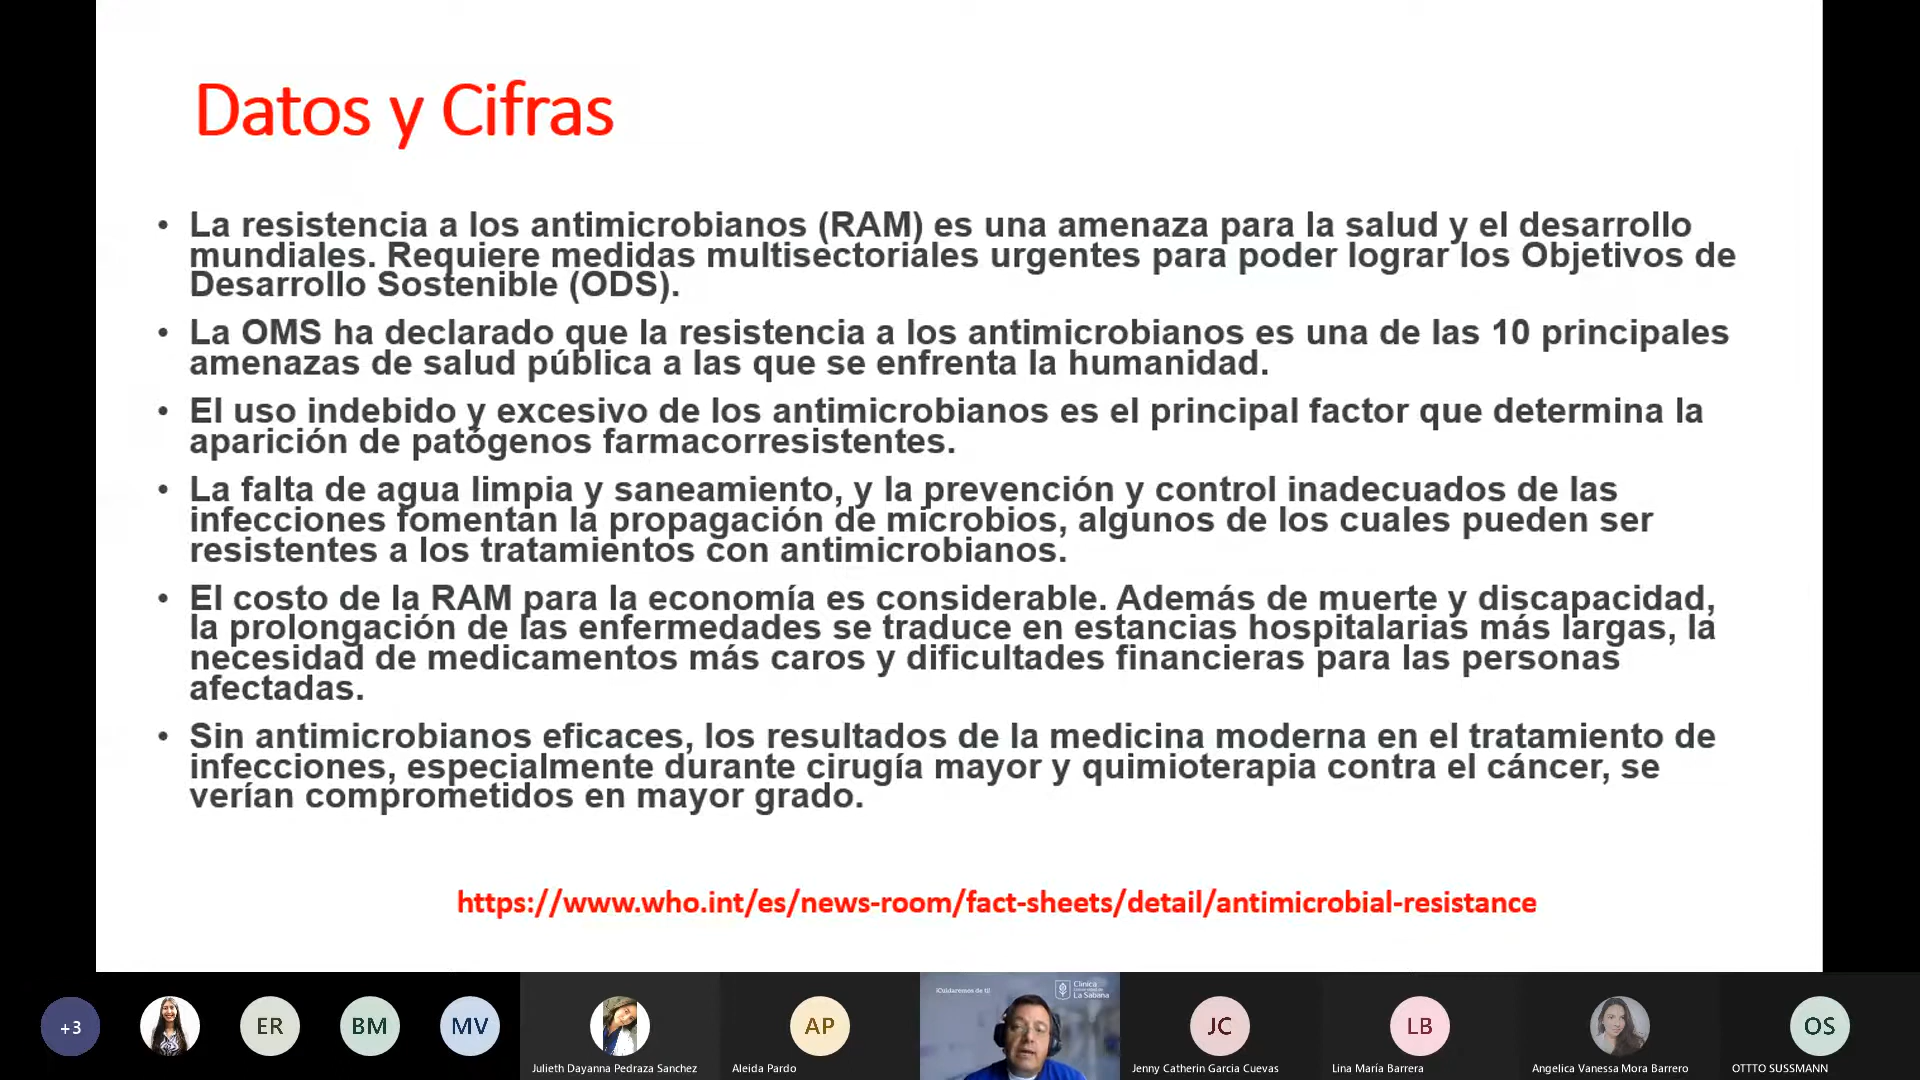 Datos y Cifras
• La resistencia a los antimicrobianos (RAM) es una amenaza para la salud y el desarrollo
mundiales. Requiere medidas multisectoriales urgentes para poder lograr los Objetivos de
Desarrollo Sostenible (ODS).
• La OMS ha declarado que la resistencia a los antimicrobianos es una de las 10 principales
amenazas de salud pública a las que se enfrenta la humanidad.
• El uso indebido y excesivo de los antimicrobianos es el principal factor que determina la
aparición de patógenos farmacorresistentes.
• La falta de agua limpia y saneamiento, y la prevención y control inadecuados de las
infecciones fomentan la propagación de microbios, algunos de los cuales pueden ser
resistentes a los tratamientos con antimicrobianos.
• El costo de la RAM para la economía es considerable. Además de muerte y discapacidad,
la prolongación de las enfermedades se traduce en estancias hospitalarias más largas, la
necesidad de medicamentos más caros y dificultades financieras para las personas
afectadas.
• Sin antimicrobianos eficaces, los resultados de la medicina moderna en el tratamiento de
infecciones, especialmente durante cirugía mayor y quimioterapia contra el cáncer, se
verían comprometidos en mayor grado.
https://www.who.int/es/news-room/fact-sheets/detail/antimicrobial-resistance
+3
ER
BM
MV
Julieth Dayanna Pedraza Sanchez
AP
Aleida Pardo
¡Cuidaremos de ti!
Clínica
La Sabana
JC
Jenny Catherin Garcia Cuevas
LB
Lina María Barrera
Angelica Vanessa Mora Barrero
OS
OTTTO SUSSMANN